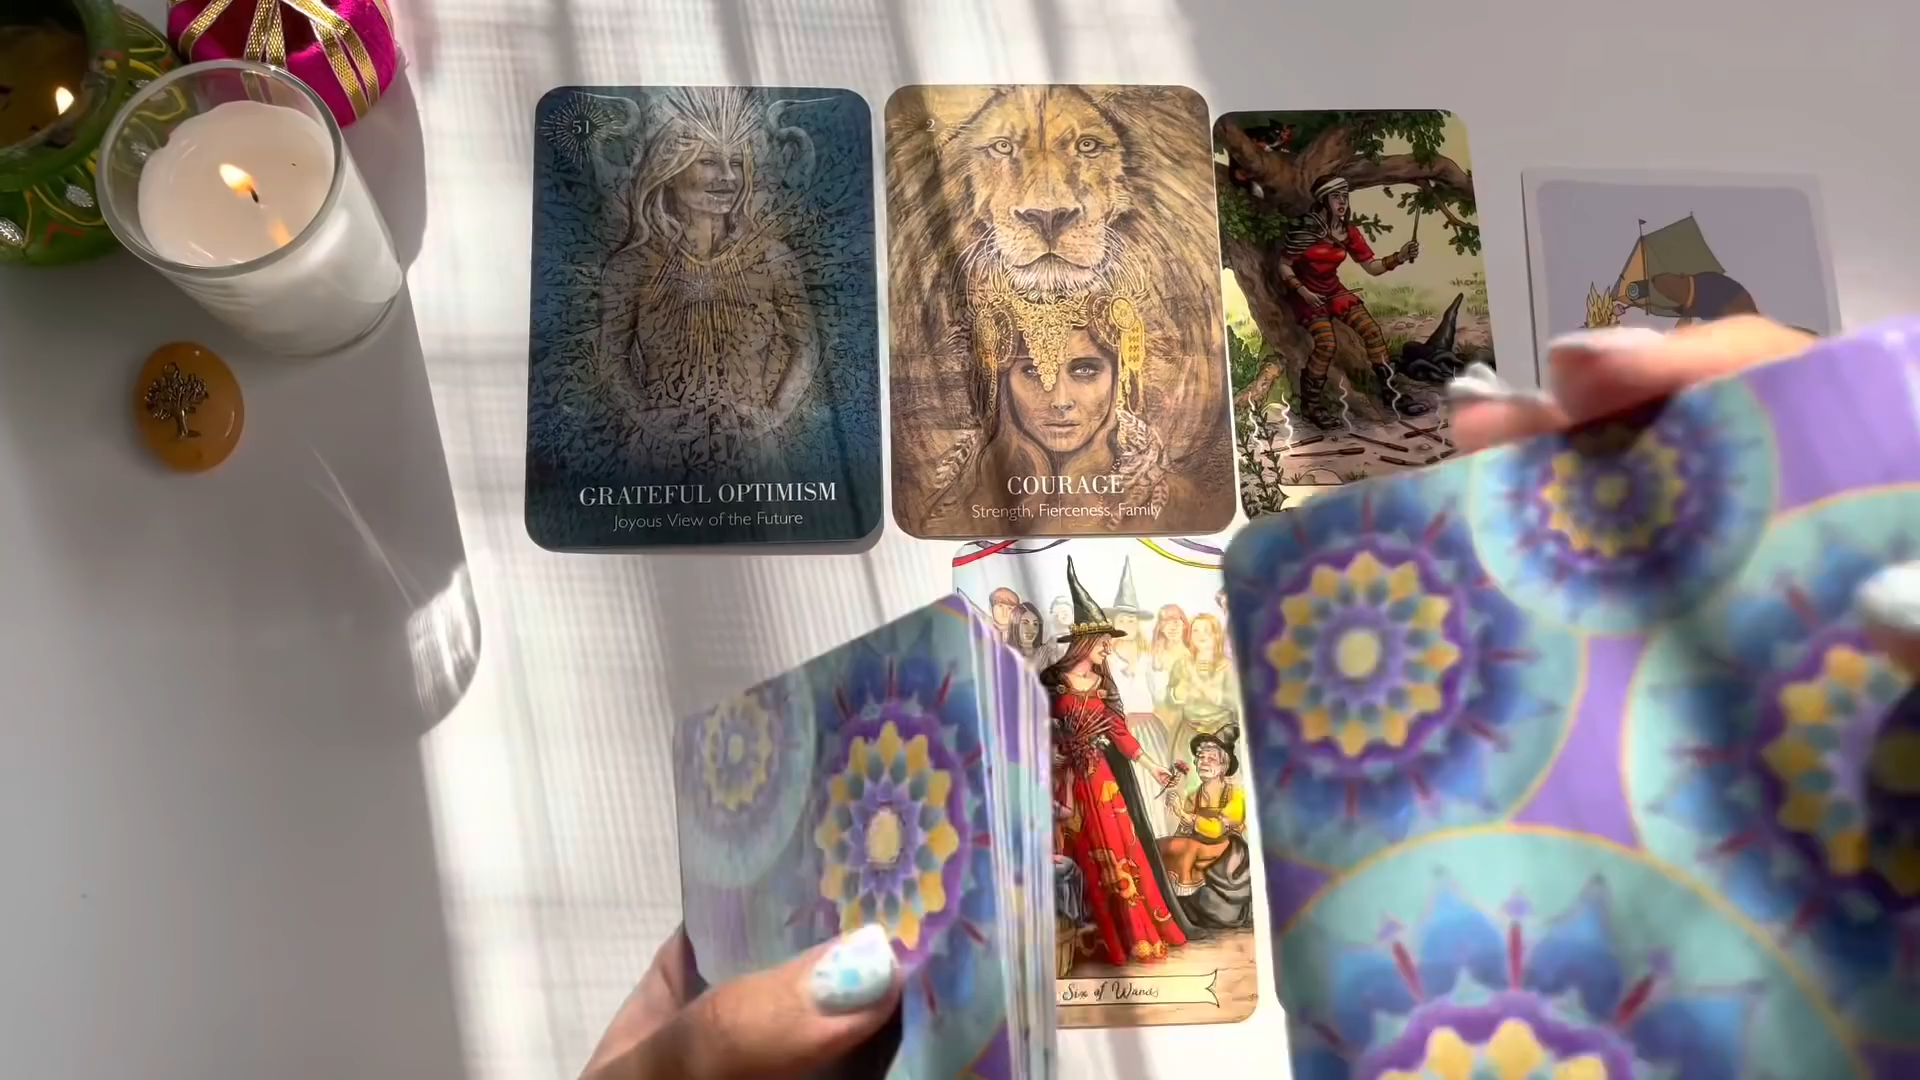 51
GRATEFUL OPTIMISM
Joyous View of the Future
2
COURAGE
Strength, Fierceness, Family
Six of Wands